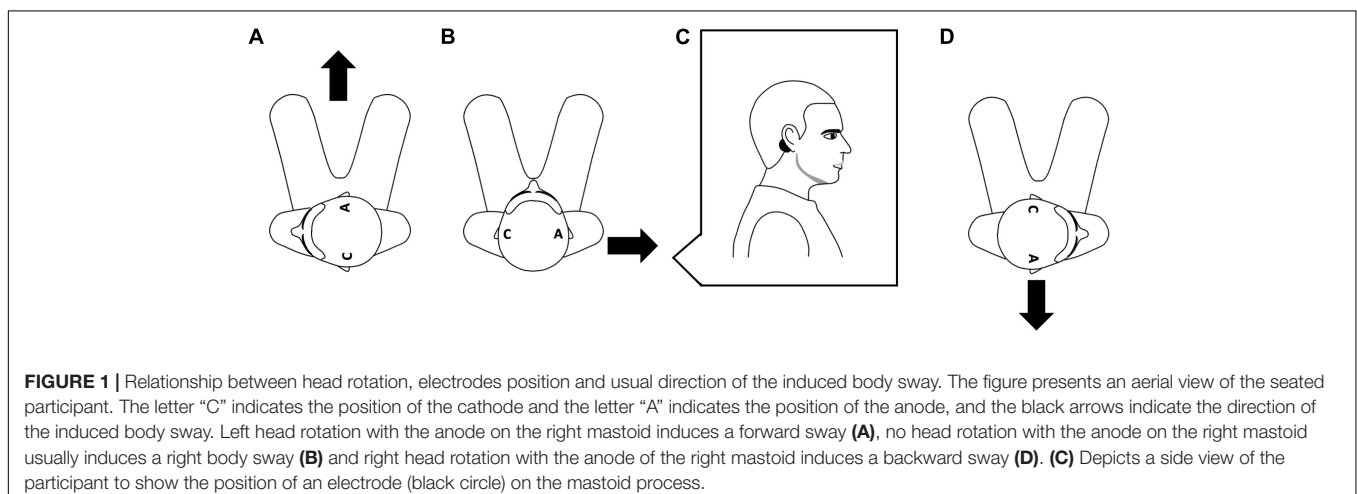 A B C D
A
C
C A
C
A
FIGURE 1 | Relationship between head rotation, electrodes position and usual direction of the induced body sway. The figure presents an aerial view of the seated
participant. The letter “C” indicates the position of the cathode and the letter “A” indicates the position of the anode, and the black arrows indicate the direction of
the induced body sway. Left head rotation with the anode on the right mastoid induces a forward sway (A), no head rotation with the anode on the right mastoid
usually induces a right body sway (B) and right head rotation with the anode of the right mastoid induces a backward sway (D). (C) Depicts a side view of the
participant to show the position of an electrode (black circle) on the mastoid process.